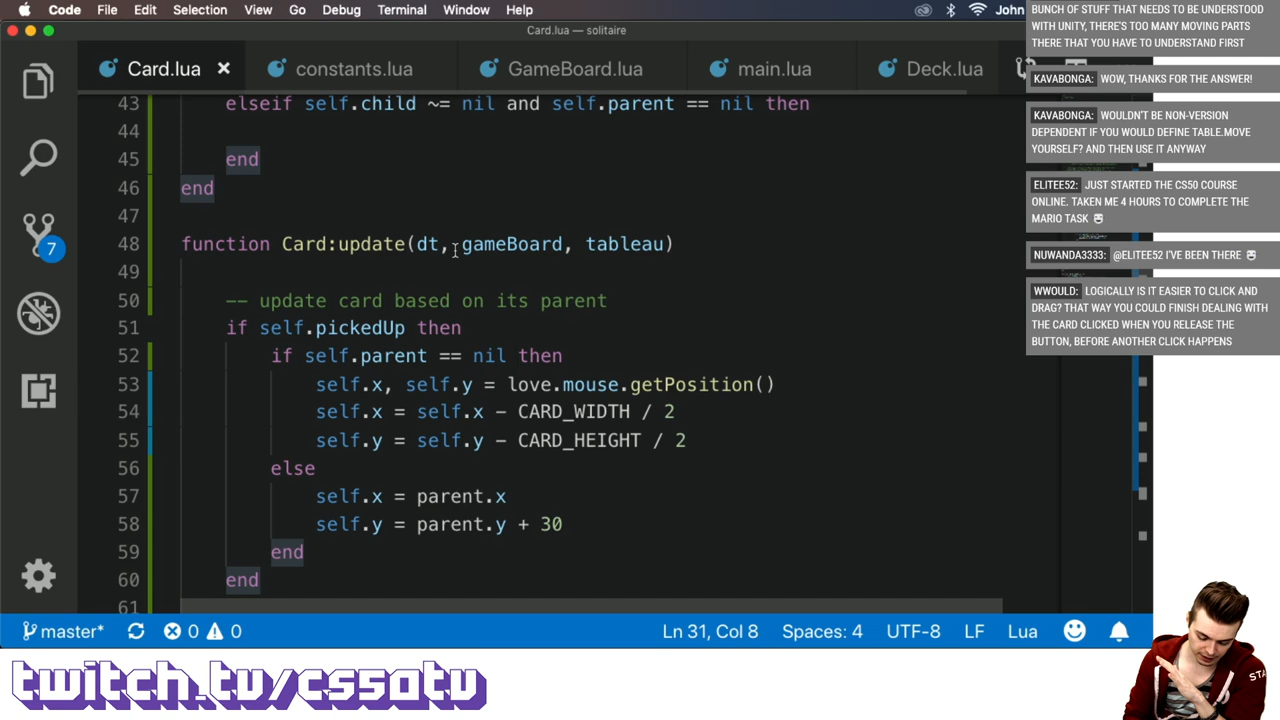 Code File Edit Selection View Go Debug Terminal Window Help John
Card.lua — solitaire
Card.lua constants.lua GameBoard.lua main.lua Deck.lua
43 elseif self.child ~= nil and self.parent == nil then
44
45 end
46 end
47
48 function Card:update(dt, gameBoard, tableau)
49
50 -- update card based on its parent
51 if self.pickedUp then
52 if self.parent == nil then
53 self.x, self.y = love.mouse.getPosition()
54 self.x = self.x - CARD_WIDTH / 2
55 self.y = self.y - CARD_HEIGHT / 2
56 else
57 self.x = parent.x
58 self.y = parent.y + 30
59 end
60 end
61
7
master* 0 0 Ln 31, Col 8 Spaces: 4 UTF-8 LF Lua
BUNCH OF STUFF THAT NEEDS TO BE UNDERSTOOD
WITH UNITY, THERE'S TOO MANY MOVING PARTS
THERE THAT YOU HAVE TO UNDERSTAND FIRST
KAVABONGA: WOW, THANKS FOR THE ANSWER!
KAVABONGA: WOULDN'T BE NON-VERSION
DEPENDENT IF YOU WOULD DEFINE TABLE.MOVE
YOURSELF? AND THEN USE IT ANYWAY
ELITEE52: JUST STARTED THE CS50 COURSE
ONLINE. TAKEN ME 4 HOURS TO COMPLETE THE
MARIO TASK
NUWANDA3333: @ELITEE52 I'VE BEEN THERE
WWOULD: LOGICALLY IS IT EASIER TO CLICK AND
DRAG? THAT WAY YOU COULD FINISH DEALING WITH
THE CARD CLICKED WHEN YOU RELEASE THE
BUTTON, BEFORE ANOTHER CLICK HAPPENS
twitch.tv/cs50tv
STA